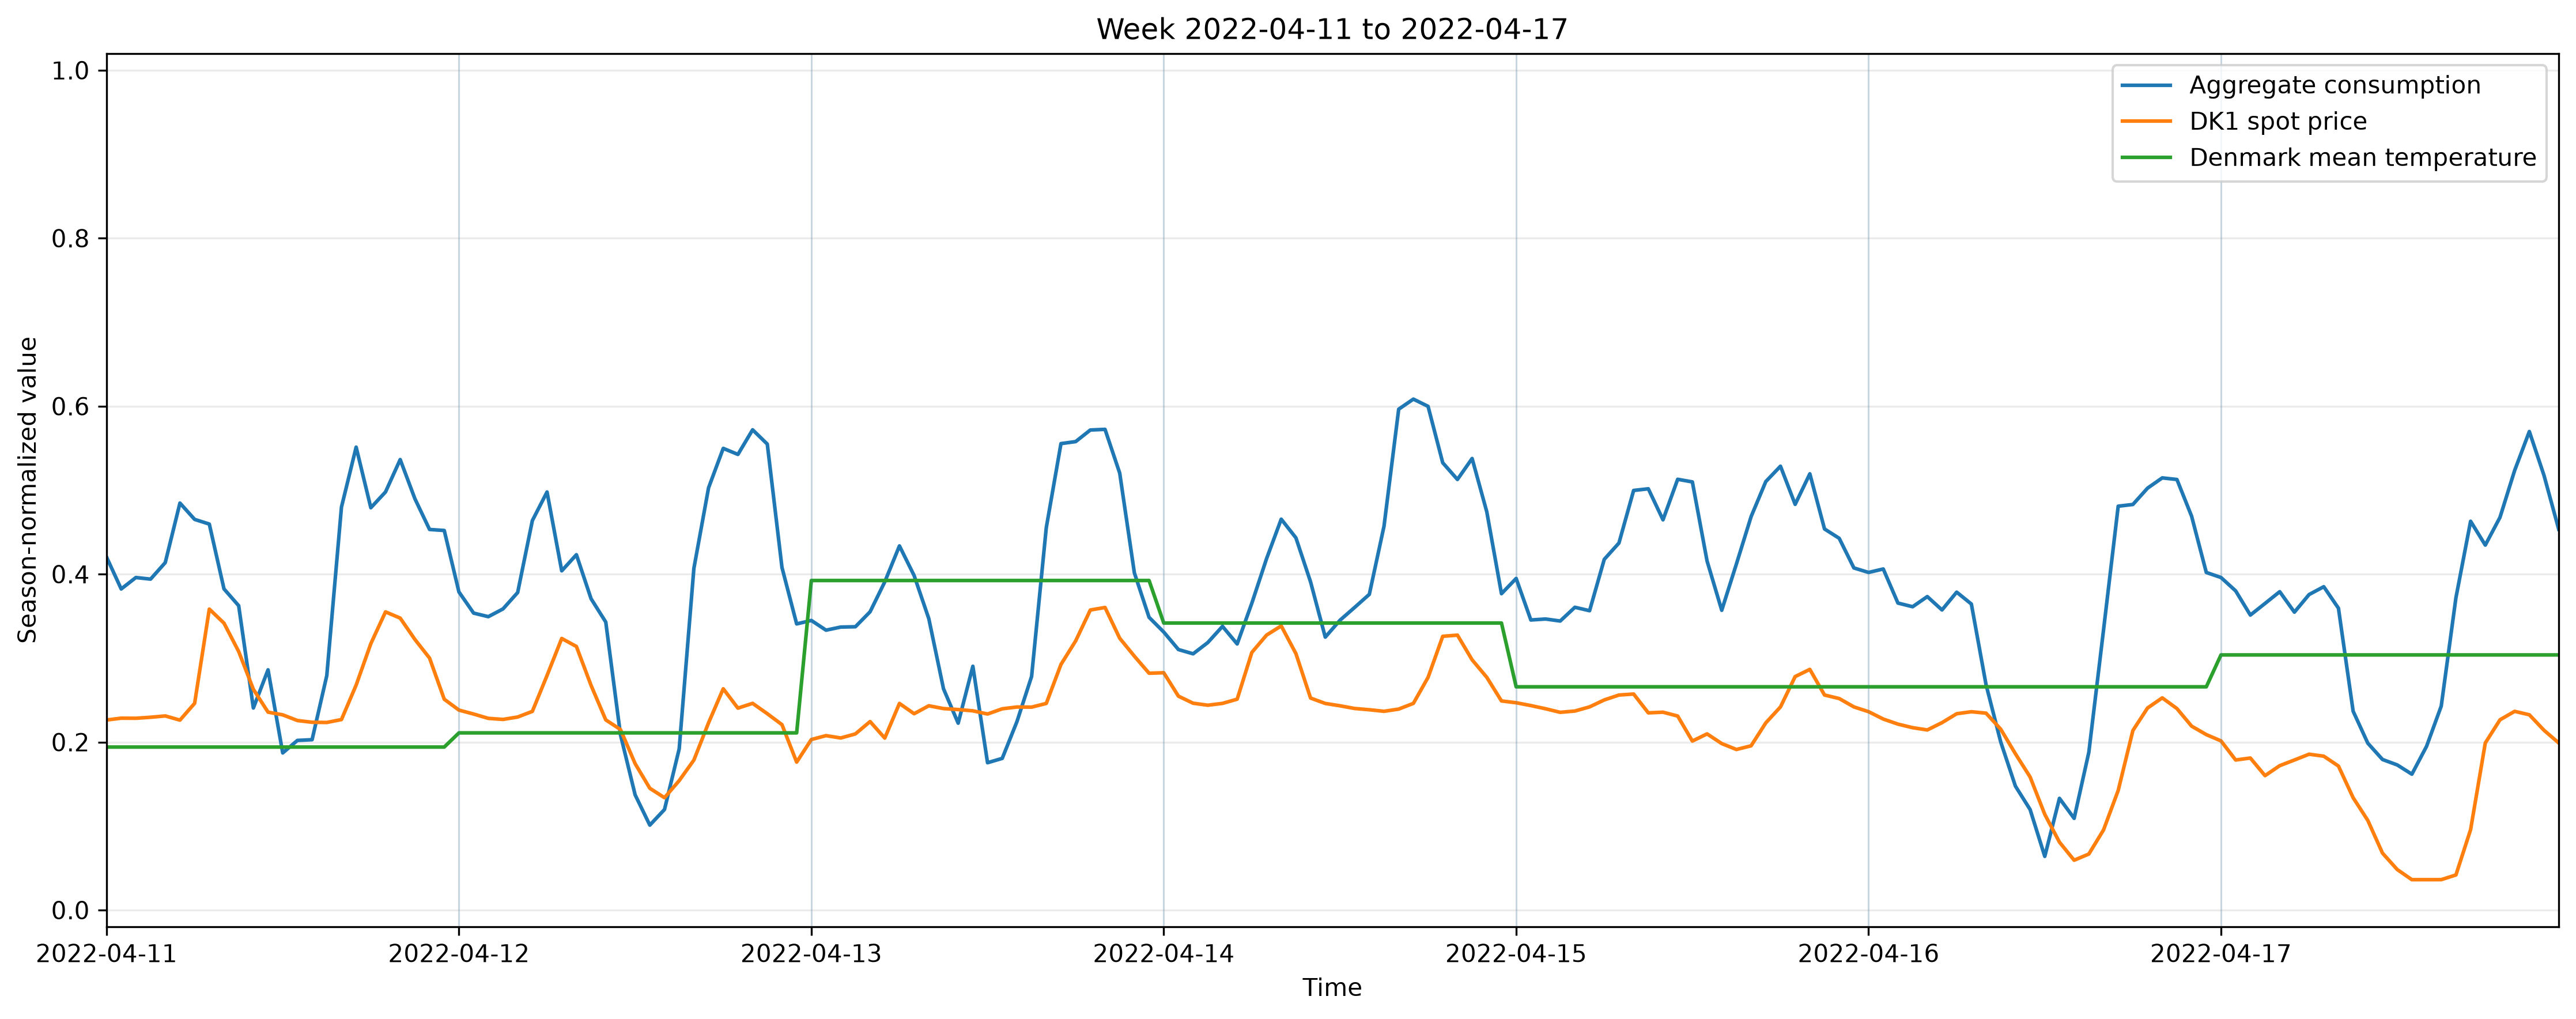 Week 2022-04-11 to 2022-04-17
Aggregate consumption
DK1 spot price
Denmark mean temperature
Season-normalized value
1.0
0.8
0.6
0.4
0.2
0.0
2022-04-11 2022-04-12 2022-04-13 2022-04-14 2022-04-15 2022-04-16 2022-04-17
Time